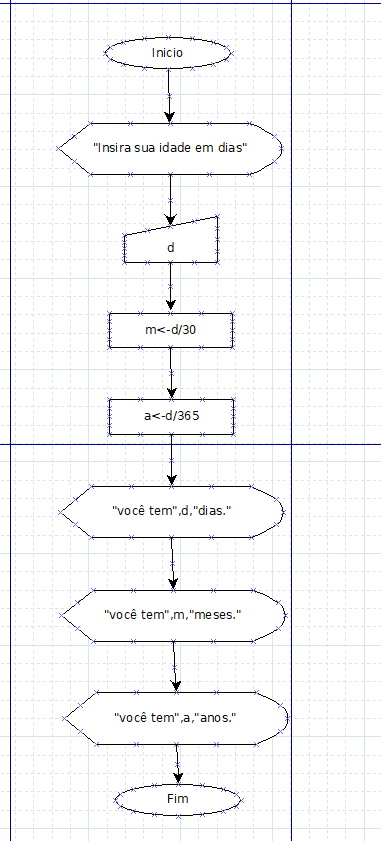 Inicio
"Insira sua idade em dias"
d
m<-d/30
a<-d/365
"você tem",d,"dias."
"você tem",m,"meses."
"você tem",a,"anos."
Fim